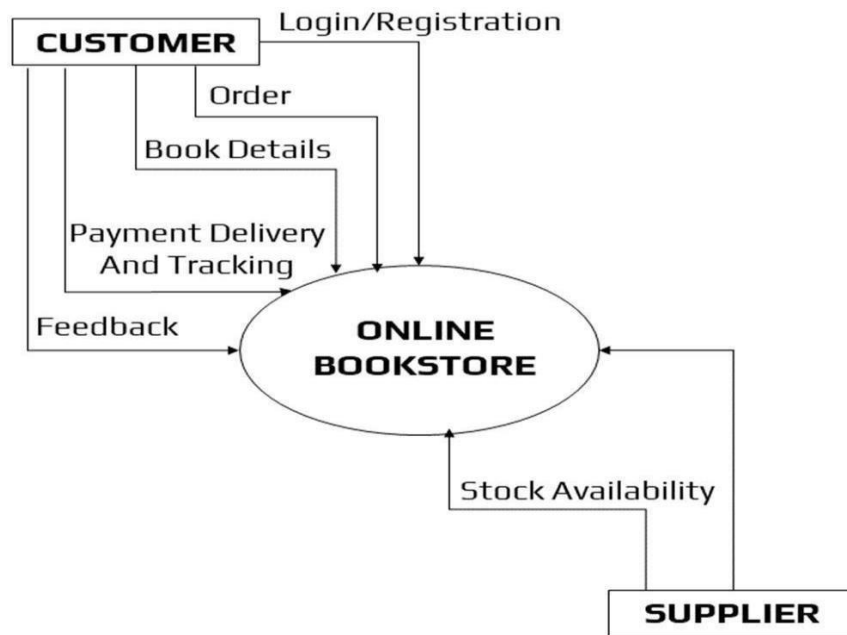 Login/Registration
CUSTOMER
Order
Book Details
Payment Delivery
And Tracking
Feedback
ONLINE
BOOKSTORE
Stock Availability
SUPPLIER